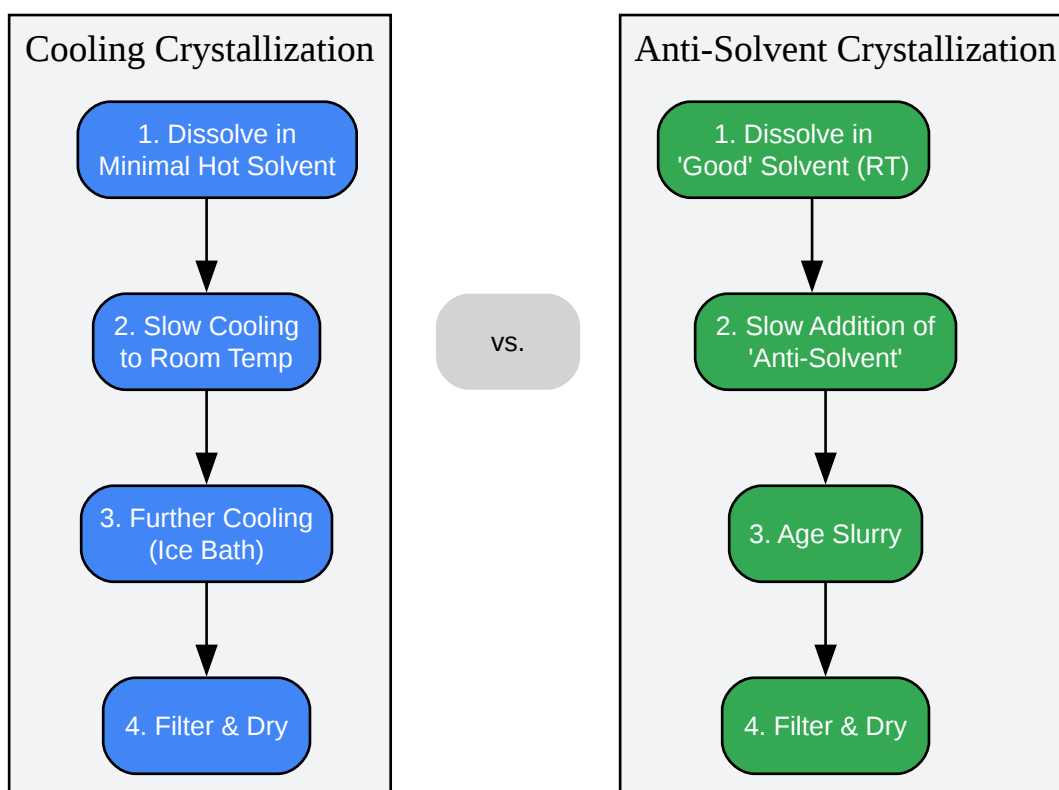 Cooling Crystallization
1. Dissolve in
Minimal Hot Solvent
2. Slow Cooling
to Room Temp
3. Further Cooling
(Ice Bath)
4. Filter & Dry
vs.
Anti-Solvent Crystallization
1. Dissolve in
'Good' Solvent (RT)
2. Slow Addition of
'Anti-Solvent'
3. Age Slurry
4. Filter & Dry